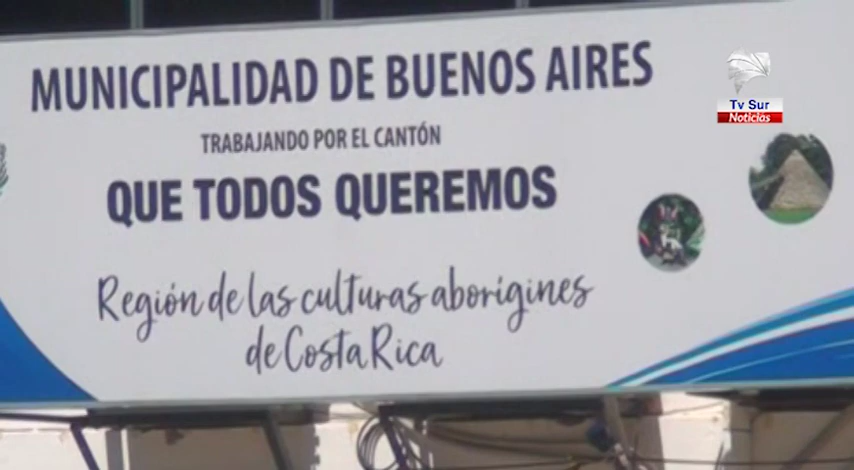 MUNICIPALIDAD DE BUENOS AIRES
TRABAJANDO POR EL CANTÓN
QUE TODOS QUEREMOS
Región de las culturas aborígines
de Costa Rica
Tv Sur
Noticias